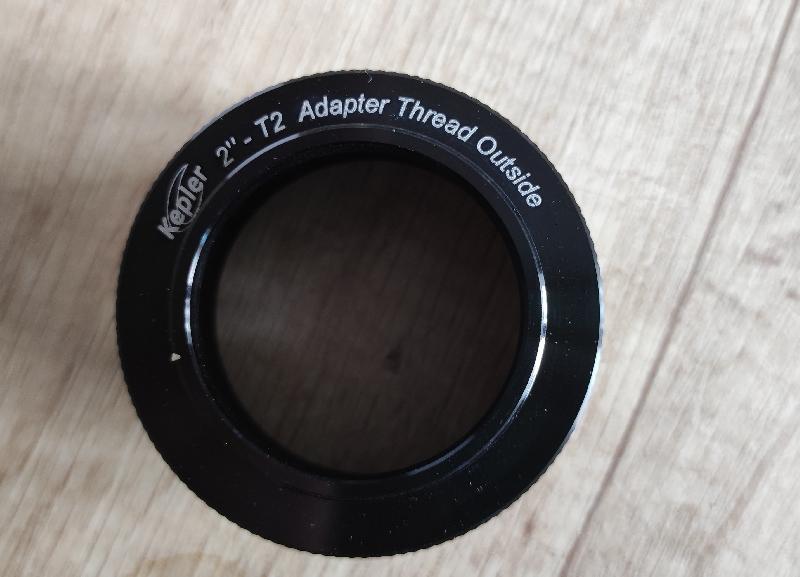 Kepler 2" - T2 Adapter Thread Outside